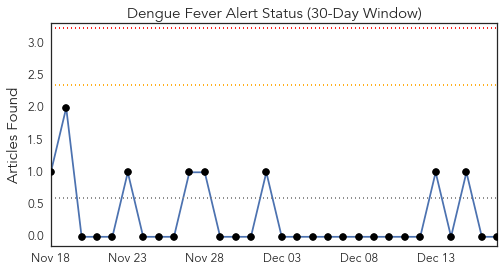 Dengue Fever Alert Status (30-Day Window)
Articles Found
3.0
2.5
2.0
1.5
1.0
0.5
0.0
Nov 18 Nov 23 Nov 28 Dec 03 Dec 08 Dec 13